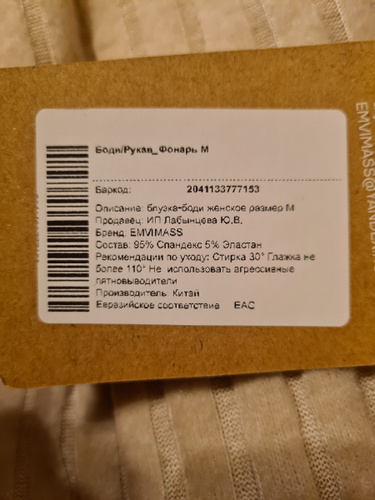 Боди/Рукав_Фонарь М
Баркод: 2041133777153
Описание: блузка-боди женское размер М
Продавец: ИП Лабынцева Ю.В.
Бренд: EMVIMASS
Состав: 95% Спандекс 5% Эластан
Рекомендации по уходу: Стирка 30° Глажка не
более 110° Не использовать агрессивные
пятновыводители
Производитель: Китай
Евразийское соответствие ЕАС
EMVIMASS@YANDEX